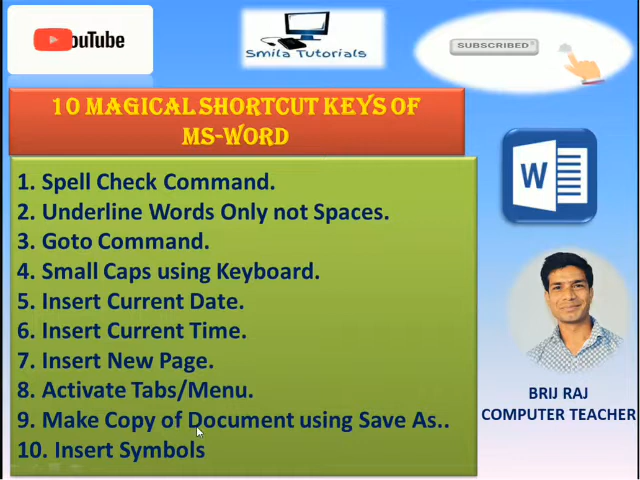 YouTube
Smila Tutorials
SUBSCRIBED
10 MAGICAL SHORTCUT KEYS OF
MS-WORD
W
1. Spell Check Command.
2. Underline Words Only not Spaces.
3. Goto Command.
4. Small Caps using Keyboard.
5. Insert Current Date.
6. Insert Current Time.
7. Insert New Page.
8. Activate Tabs/Menu.
9. Make Copy of Document using Save As..
10. Insert Symbols
BRIJ RAJ
COMPUTER TEACHER